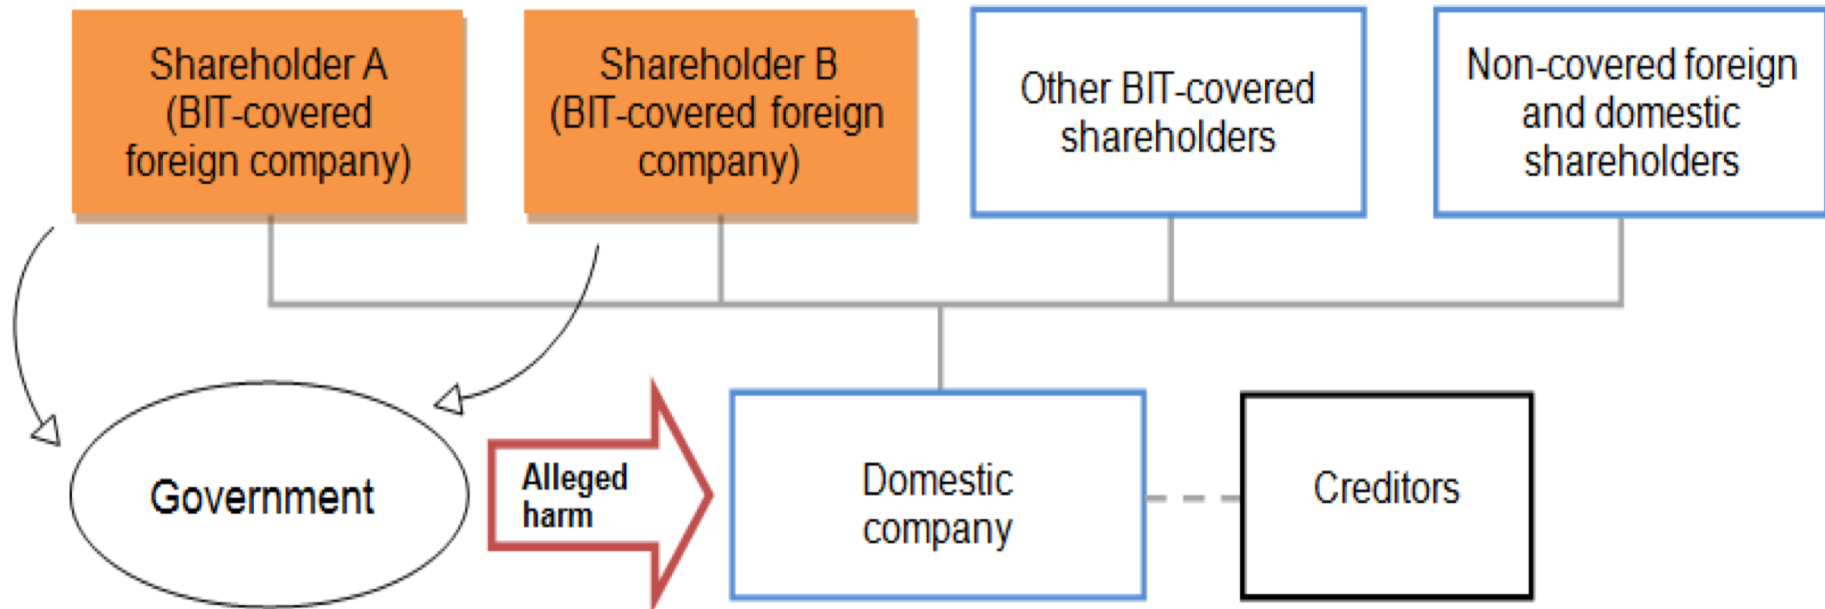 Shareholder A
(BIT-covered
foreign company)
Shareholder B
(BIT-covered foreign
company)
Other BIT-covered
shareholders
Non-covered foreign
and domestic
shareholders
Government
Alleged
harm
Domestic
company
Creditors